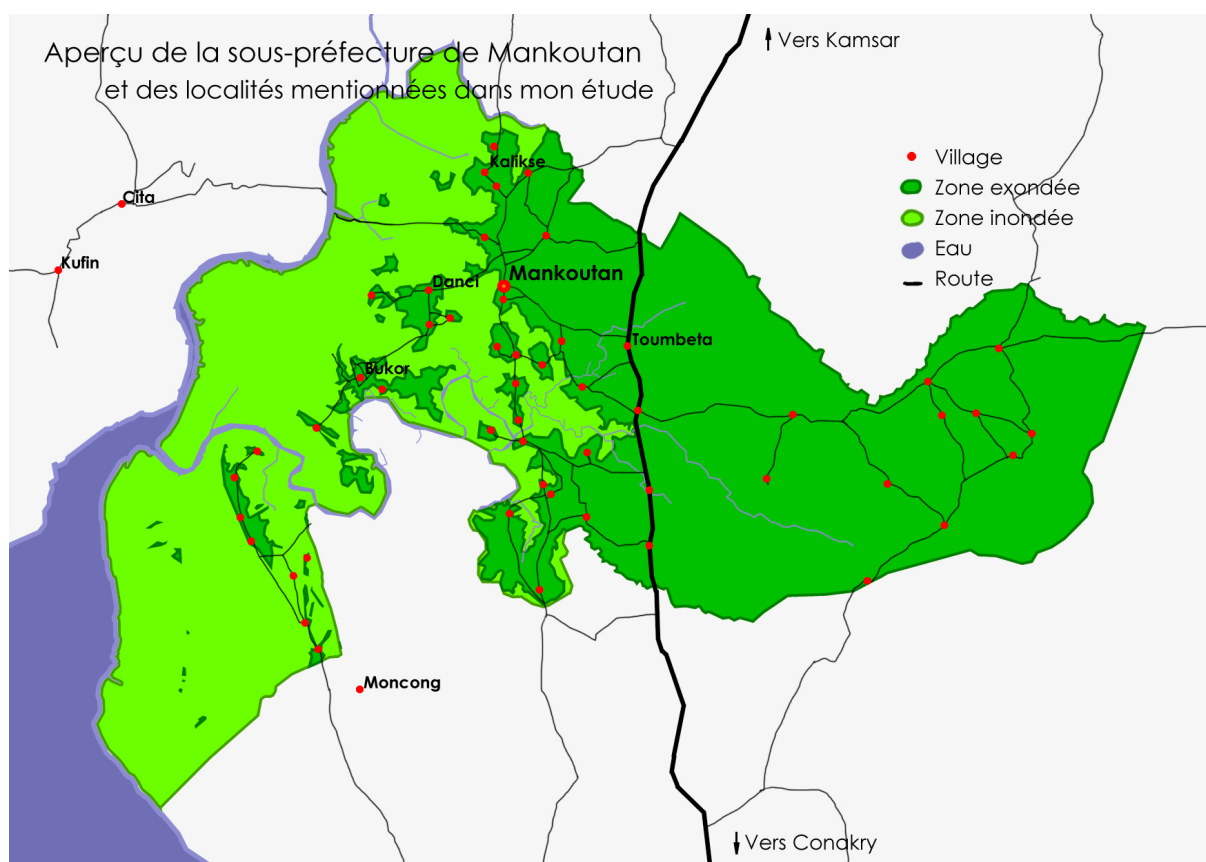 Aperçu de la sous-préfecture de Mankoutan
et des localités mentionnées dans mon étude
Vers Kamsar
Village
Zone exondée
Zone inondée
Eau
Route
Kalikse
Cita
Kufin
Mankoutan
Danci
Toumbeta
Bukor
Moncong
Vers Conakry